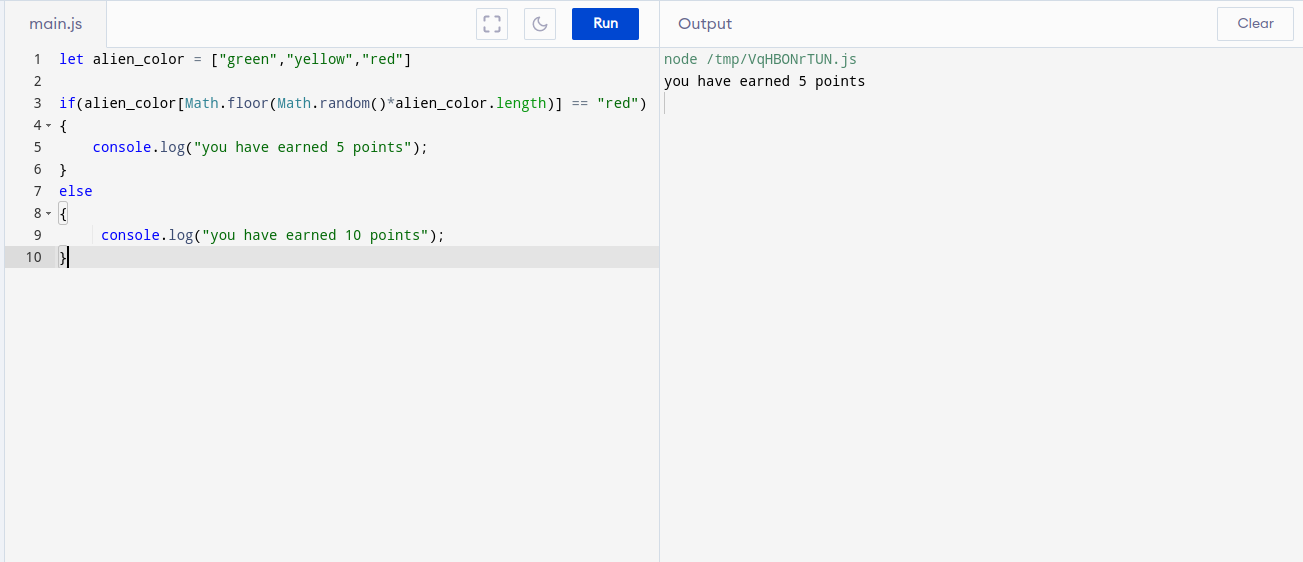 main.js
Run
Output
Clear
1 let alien_color = ["green","yellow","red"]
2
3 if(alien_color[Math.floor(Math.random()*alien_color.length)] == "red")
4 {
5 console.log("you have earned 5 points");
6 }
7 else
8 {
9 console.log("you have earned 10 points");
10 }
node /tmp/VqHBONrTUN.js
you have earned 5 points